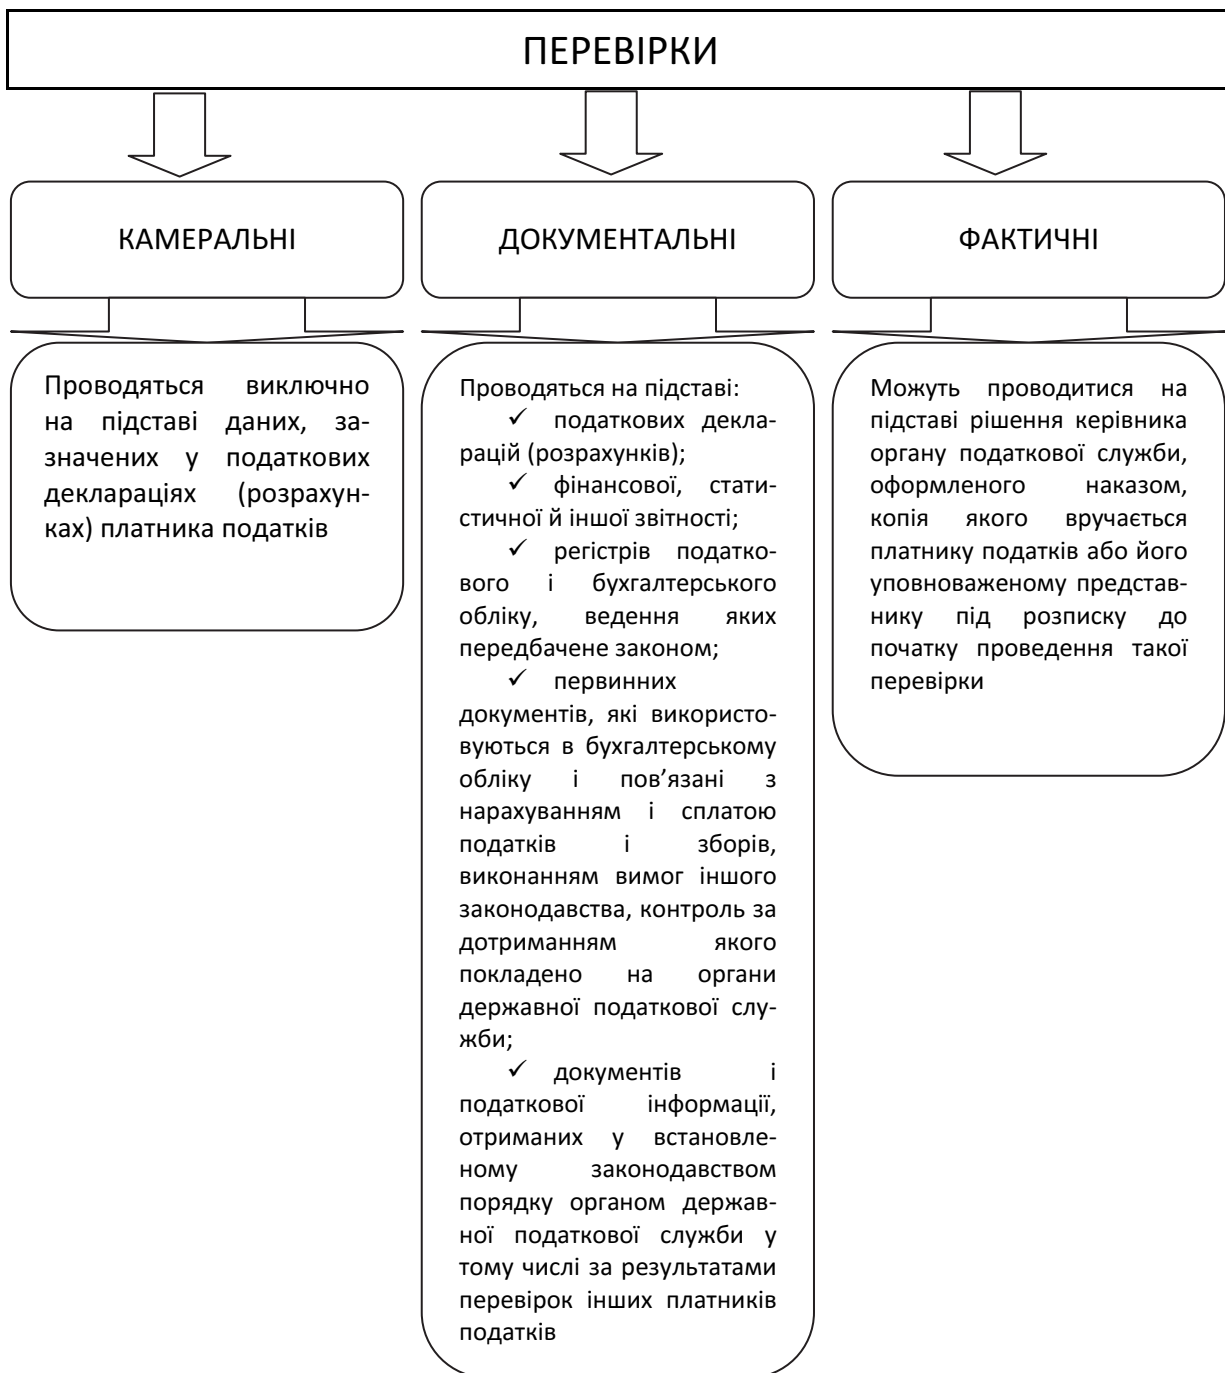 ПЕРЕВІРКИ
КАМЕРАЛЬНІ
Проводяться виключно
на підставі даних, за-
значених у податкових
деклараціях (розрахун-
ках) платника податків
ДОКУМЕНТАЛЬНІ
Проводяться на підставі:
✓ податкових декла-
рацій (розрахунків);
✓ фінансової, стати-
стичної й іншої звітності;
✓ регістрів податко-
вого і бухгалтерського
обліку, ведення яких
передбачене законом;
✓ первинних
документів, які використо-
вуються в бухгалтерському
обліку і пов’язані з
нарахуванням і сплатою
податків і зборів,
виконанням вимог іншого
законодавства, контроль за
дотриманням якого
покладено на органи
державної податкової слу-
жби;
✓ документів і
податкової інформації,
отриманих у встановле-
ному законодавством
порядку органом держав-
ної податкової служби у
тому числі за результатами
перевірок інших платників
податків
ФАКТИЧНІ
Можуть проводитися на
підставі рішення керівника
органу податкової служби,
оформленого наказом,
копія якого вручається
платнику податків або його
уповноваженому представ-
нику під розписку до
початку проведення такої
перевірки